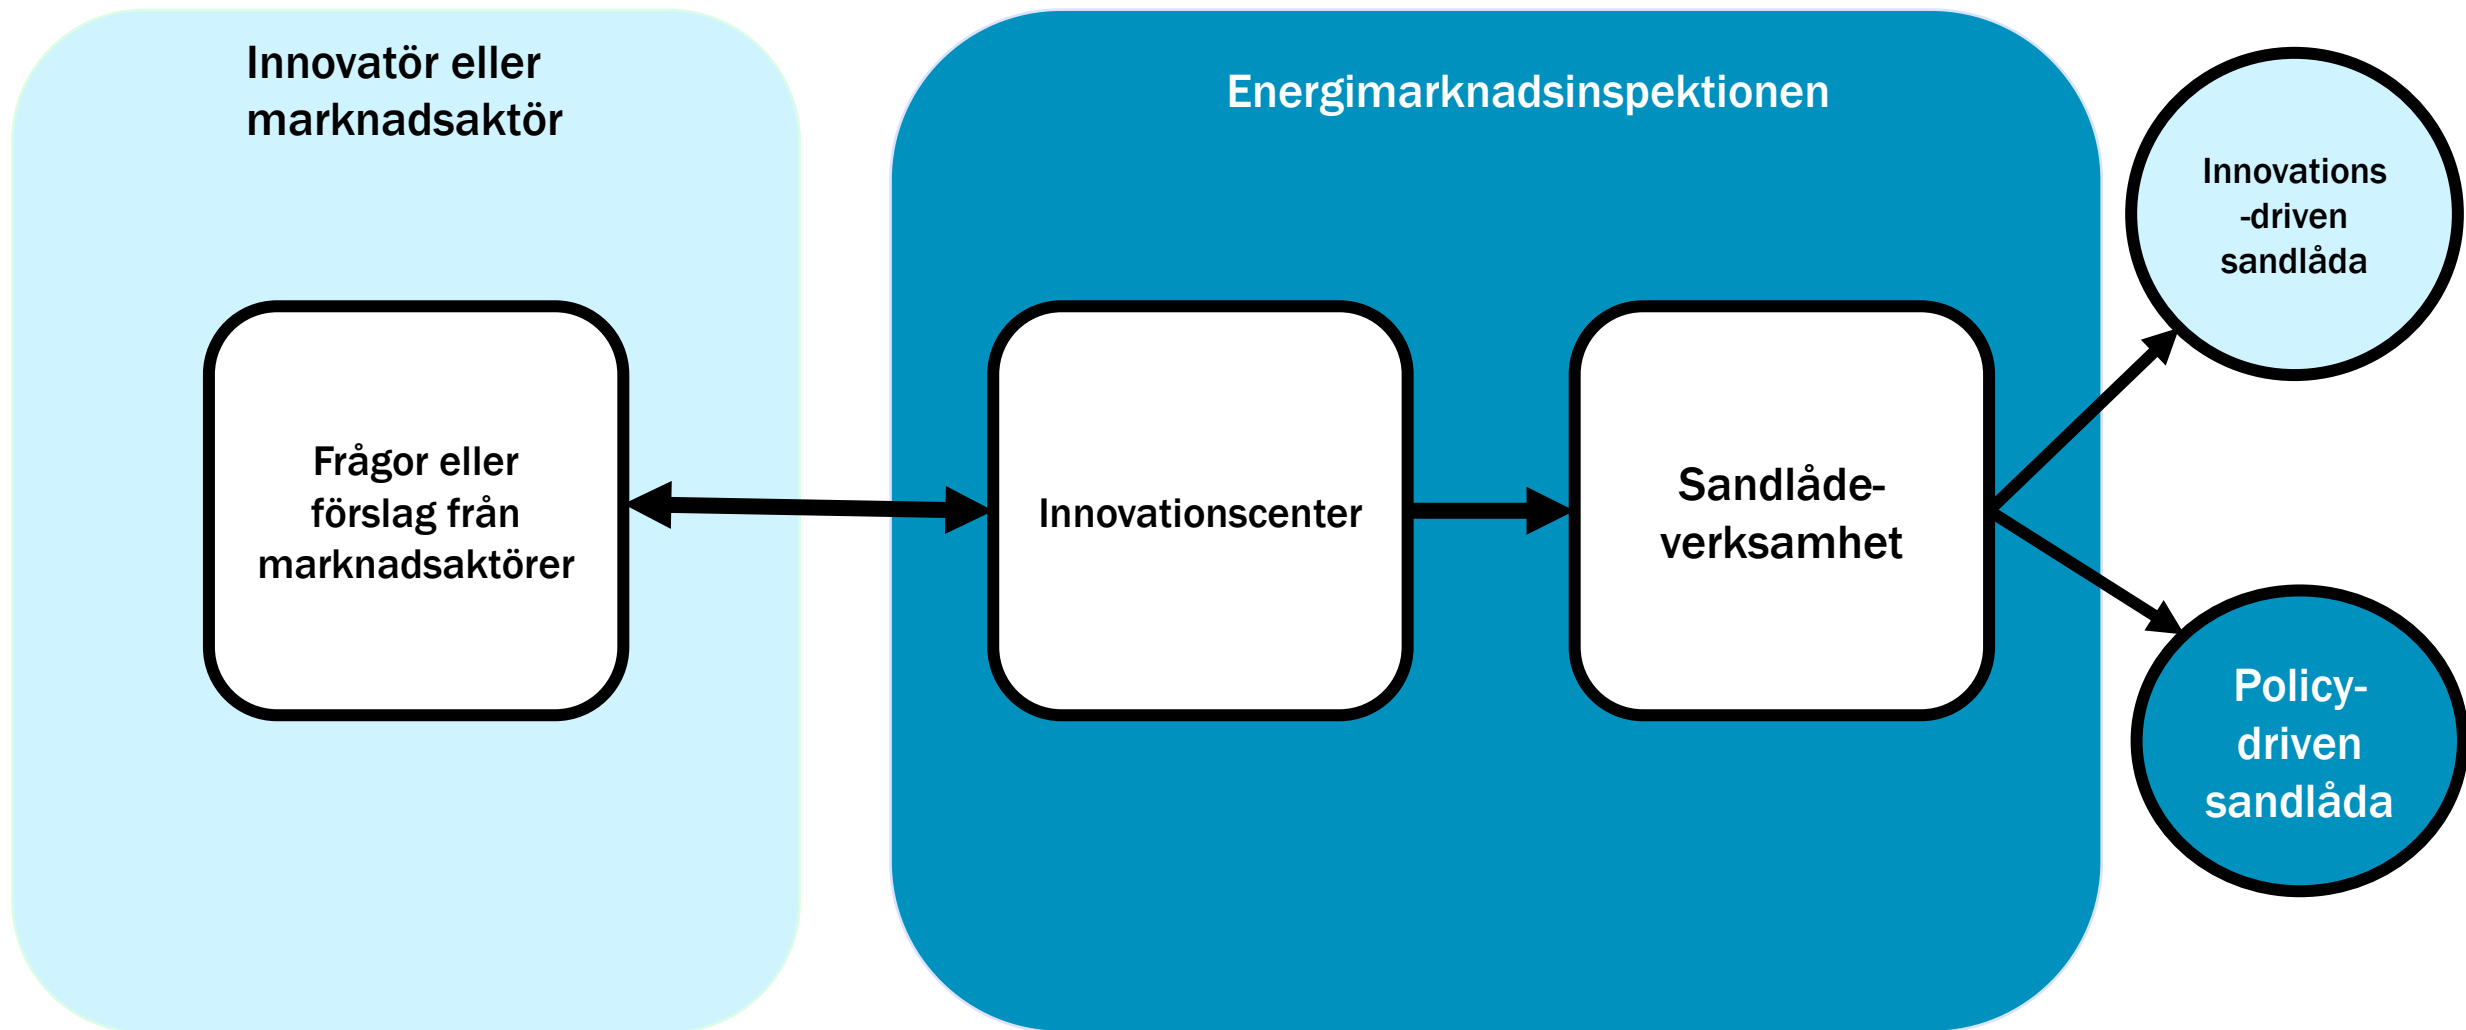 Innovatör eller
marknadsaktör
Frågor eller
förslag från
marknadsaktörer
Energimarknadsinspektionen
Innovationscenter
Sandlåde-
verksamhet
Innovations
-driven
sandlåda
Policy-
driven
sandlåda